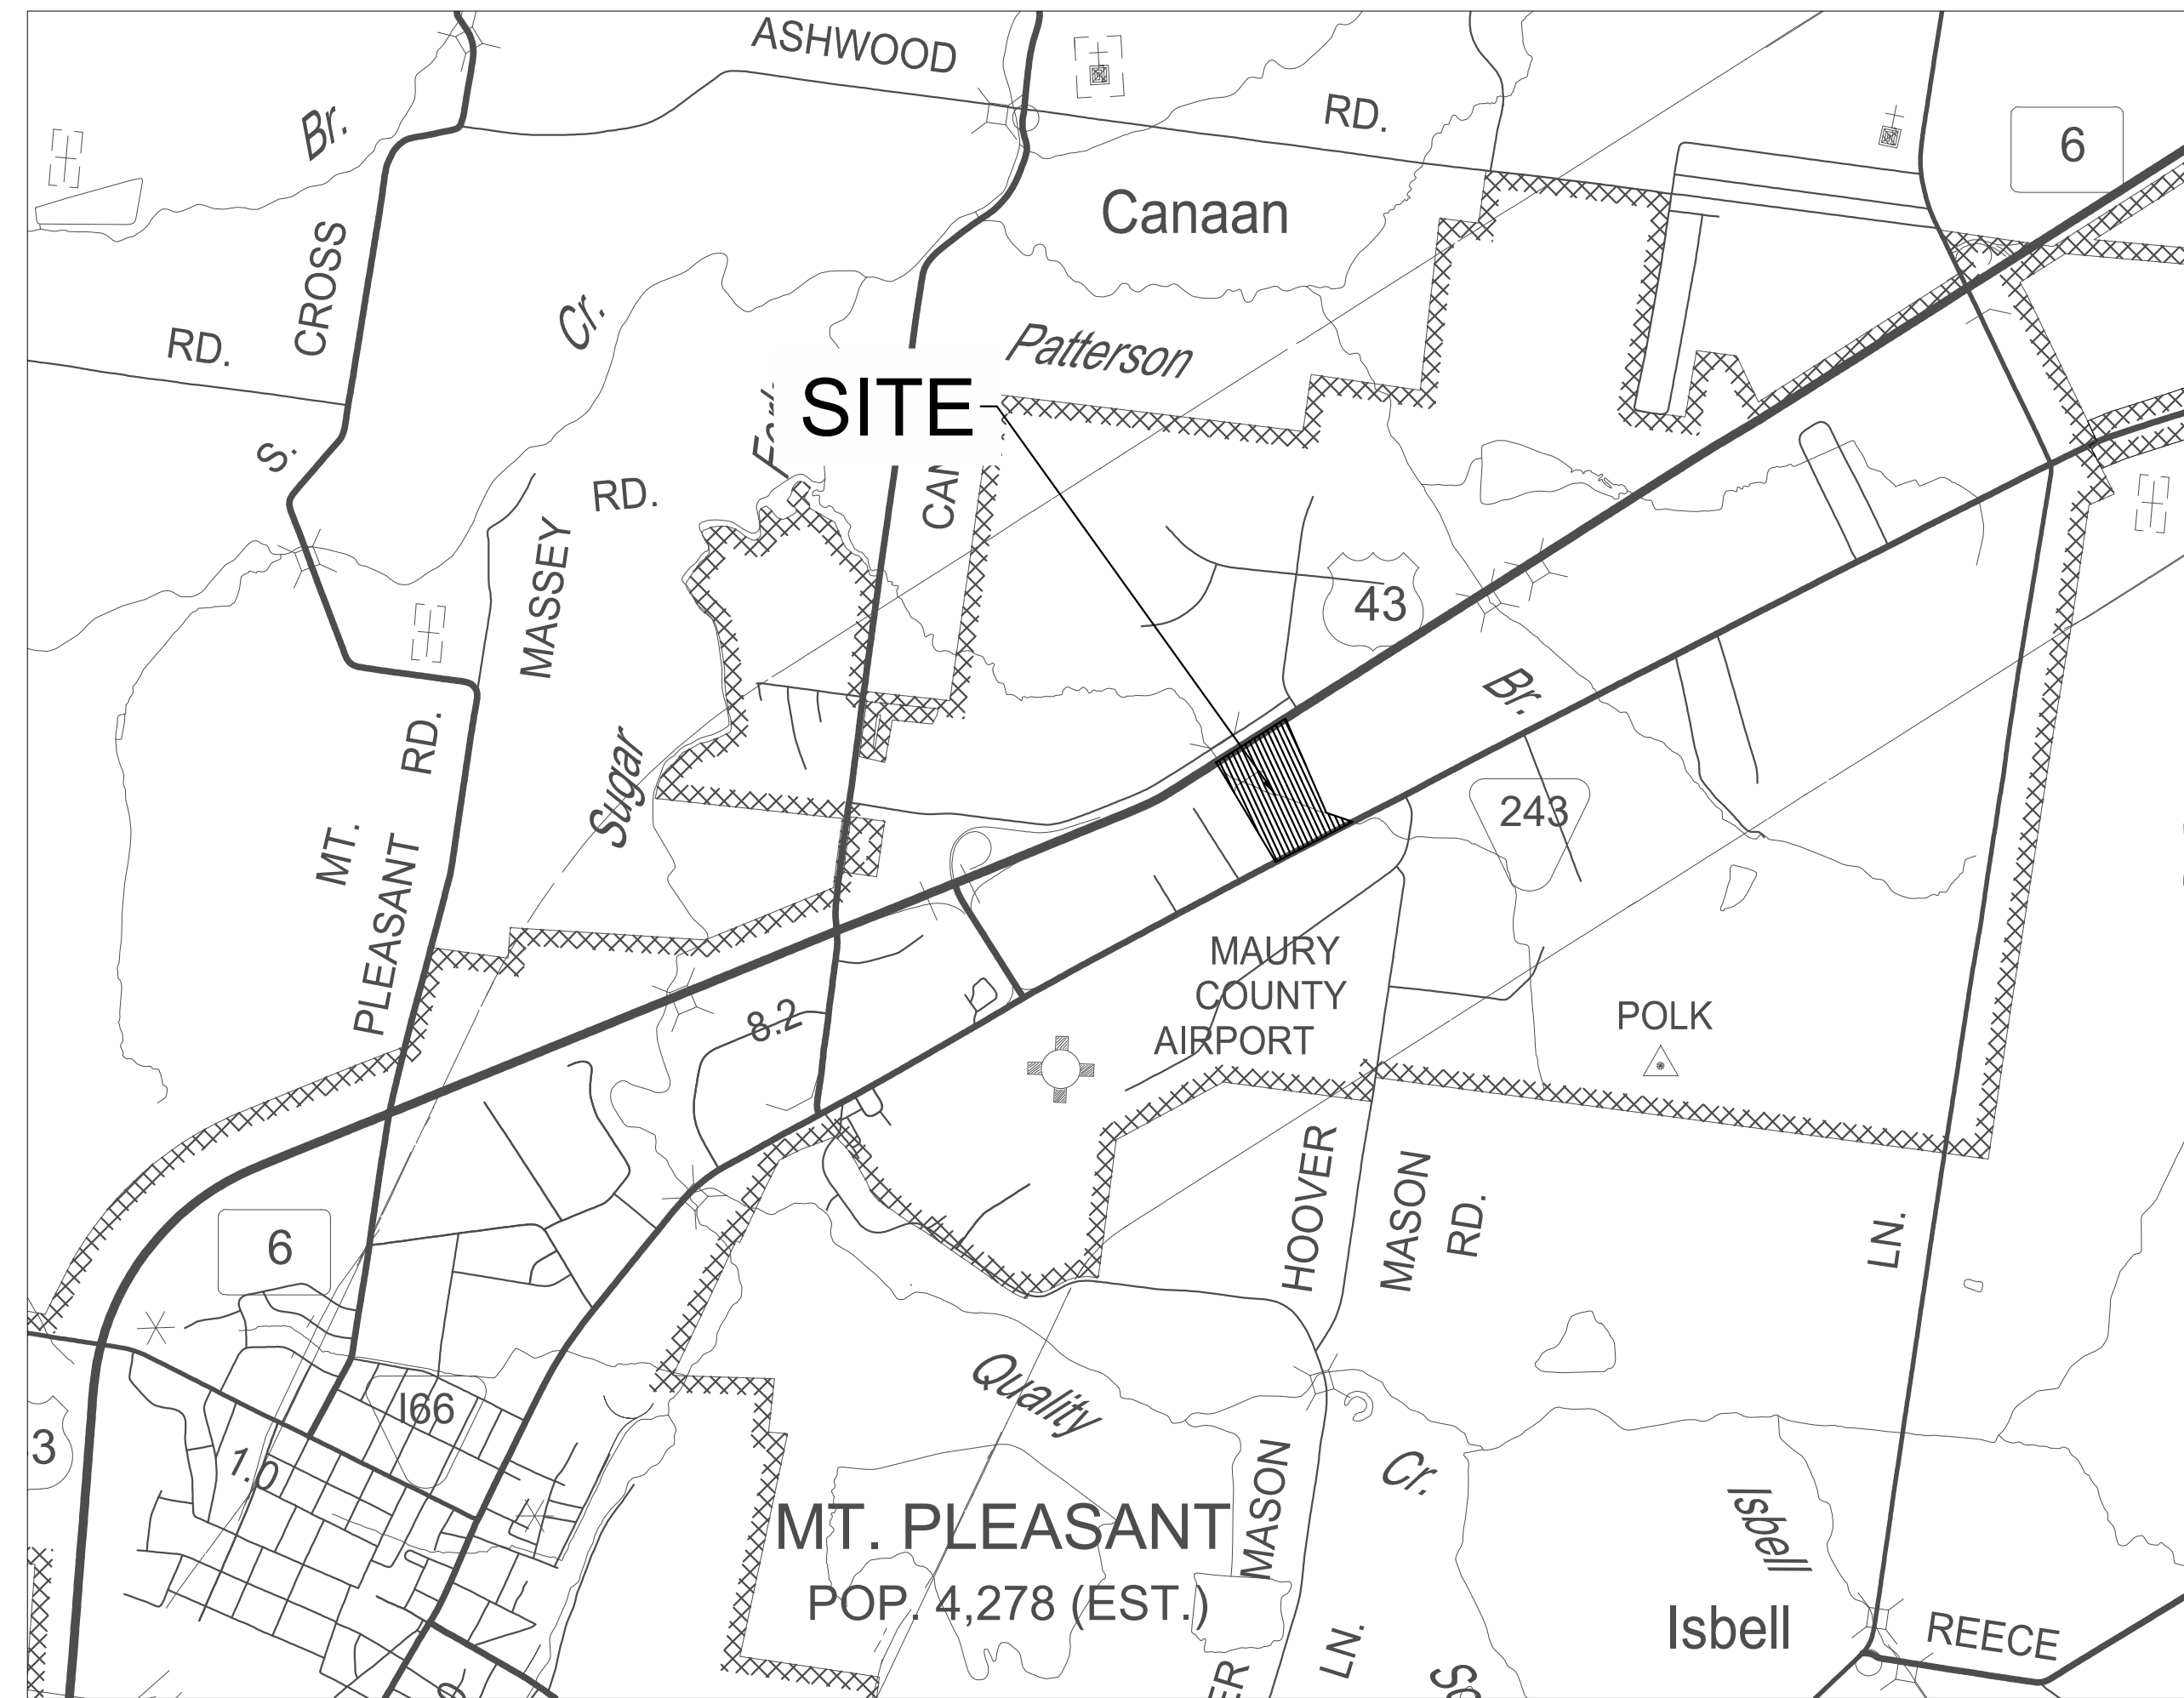 ASHWOOD
RD.
Br.
6
Canaan
CROSS
Cr.
RD.
Patterson
SITE
S.
RD.
MASSEY
43
Br.
RD.
Sugar
243
MT.
PLEASANT
MAURY
COUNTY
AIRPORT
8.2
POLK
HOOVER
MASON
RD.
LN.
6
Quality
I66
3
1.0
Cr.
MASON
Isbell
MT. PLEASANT
POP. 4,278 (EST.)
LN.
Isbell
REECE